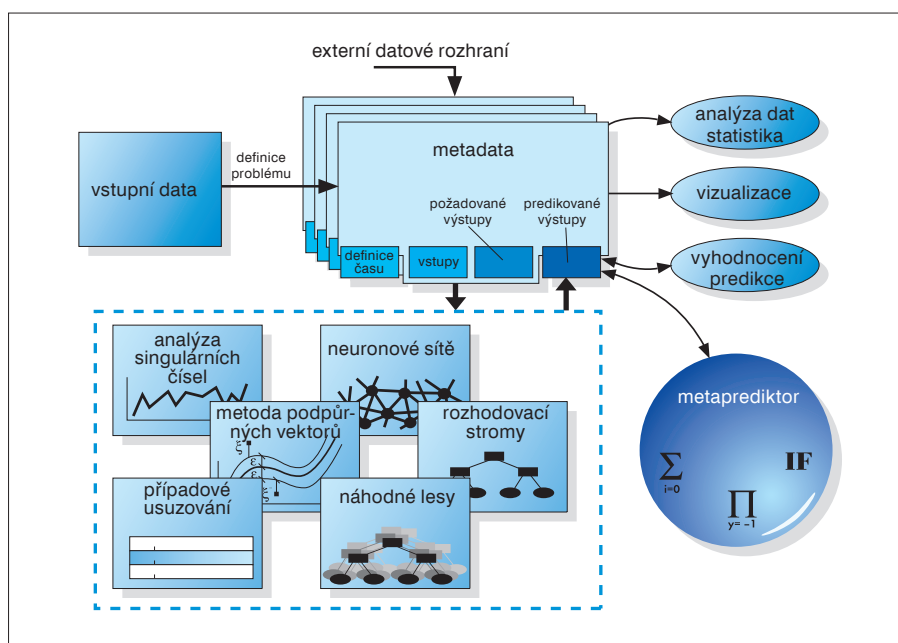 externí datové rozhraní
vstupní data
definice
problému
metadata
požadované
výstupy
predikované
výstupy
definice
času
vstupy
analýza dat
statistika
vizualizace
vyhodnocení
predikce
analýza
singulárních
čísel
neuronové sítě
metoda podpůr-
ných vektorů
ξ
ε
ε
ξ
rozhodovací
stromy
případové
usuzování
náhodné lesy
metaprediktor
Σ
i=0
IF
∏
y= -1